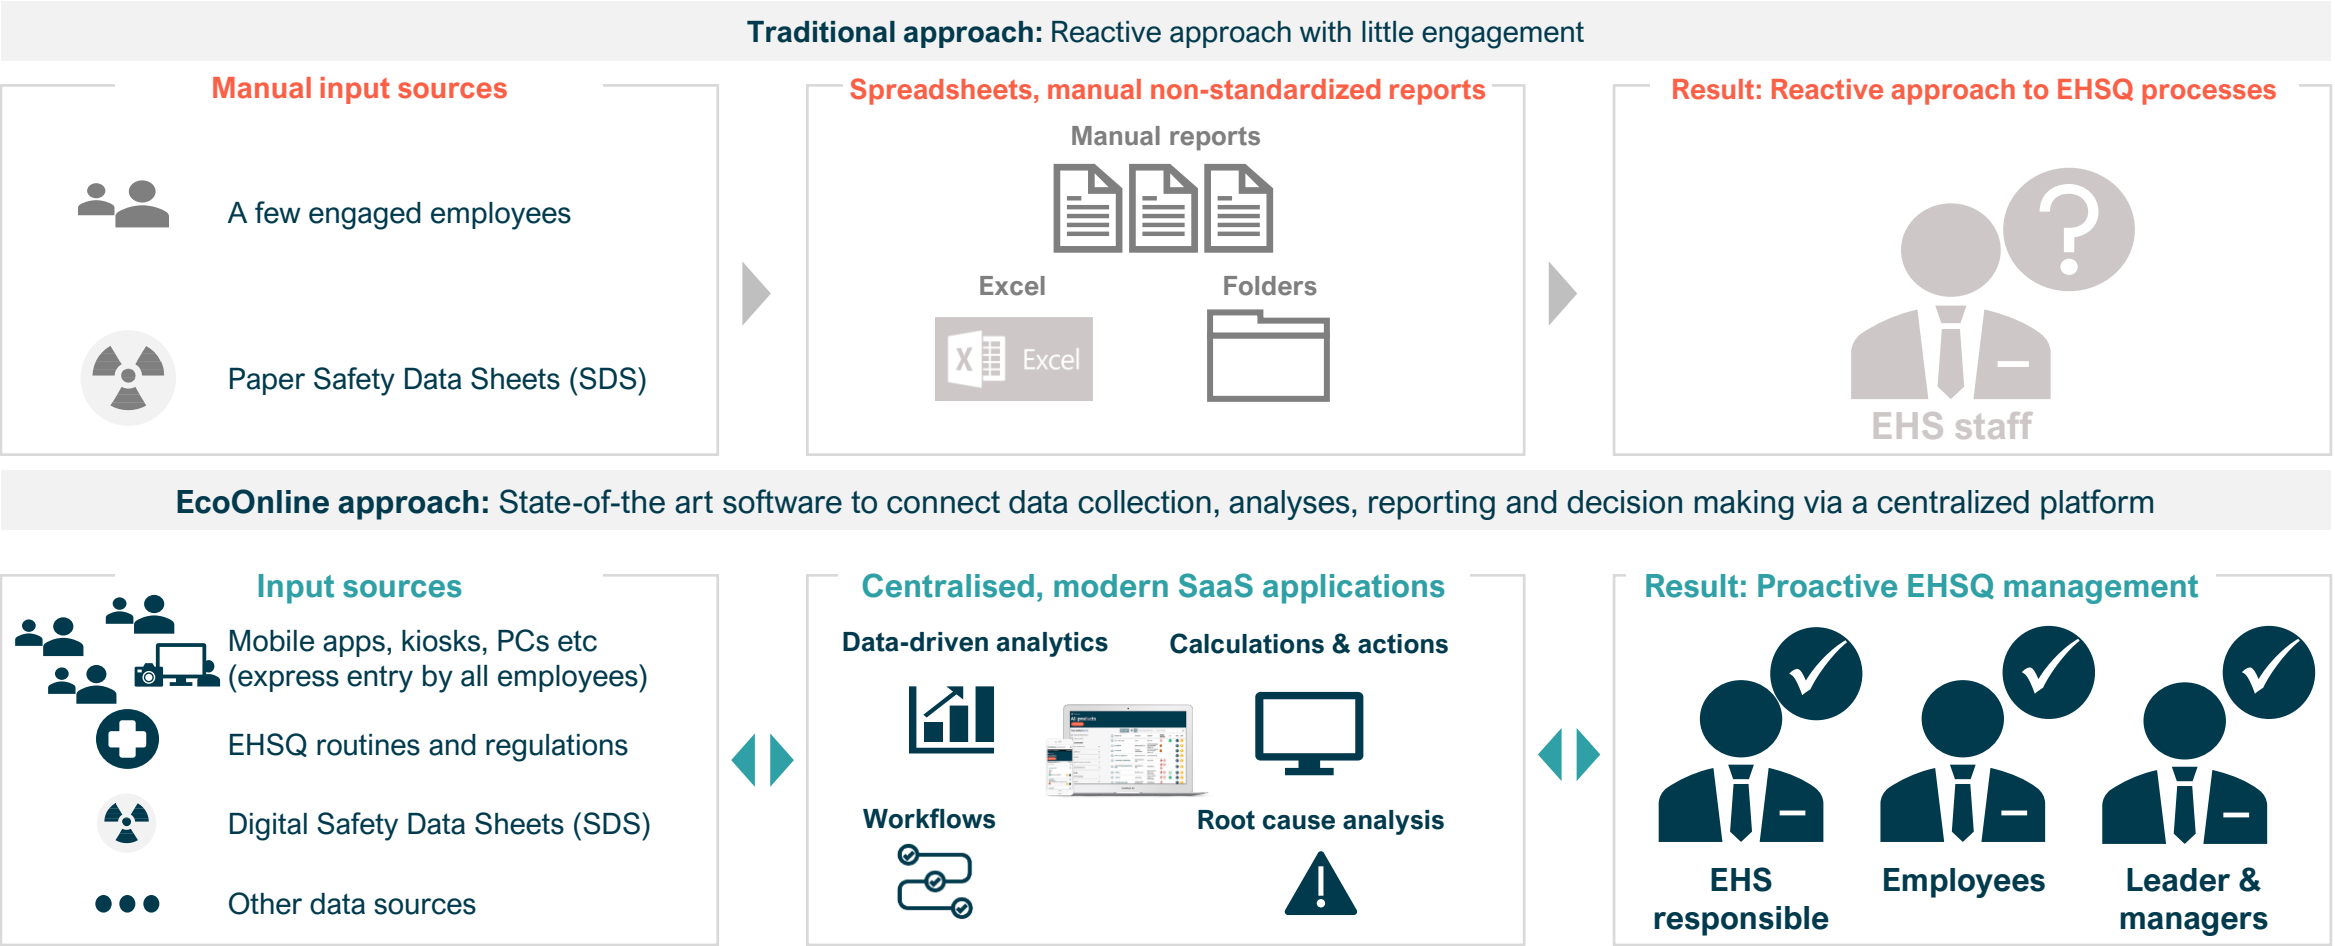 Traditional approach: Reactive approach with little engagement
Manual input sources
A few engaged employees
Paper Safety Data Sheets (SDS)
Spreadsheets, manual non-standardized reports
Manual reports
Excel
Folders
X Excel
Result: Reactive approach to EHSQ processes
?
EHS staff
EcoOnline approach: State-of-the art software to connect data collection, analyses, reporting and decision making via a centralized platform
Input sources
Mobile apps, kiosks, PCs etc
(express entry by all employees)
EHSQ routines and regulations
Digital Safety Data Sheets (SDS)
Other data sources
Centralised, modern SaaS applications
Data-driven analytics
Calculations & actions
All products
Workflows
Root cause analysis
Result: Proactive EHSQ management
EHS
responsible
Employees
Leader &
managers